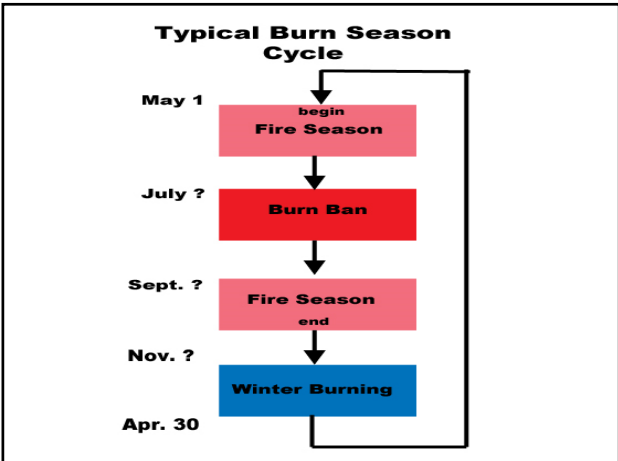 Typical Burn Season
Cycle
May 1
begin
Fire Season
July ?
Burn Ban
Sept. ?
Fire Season
end
Nov. ?
Winter Burning
Apr. 30